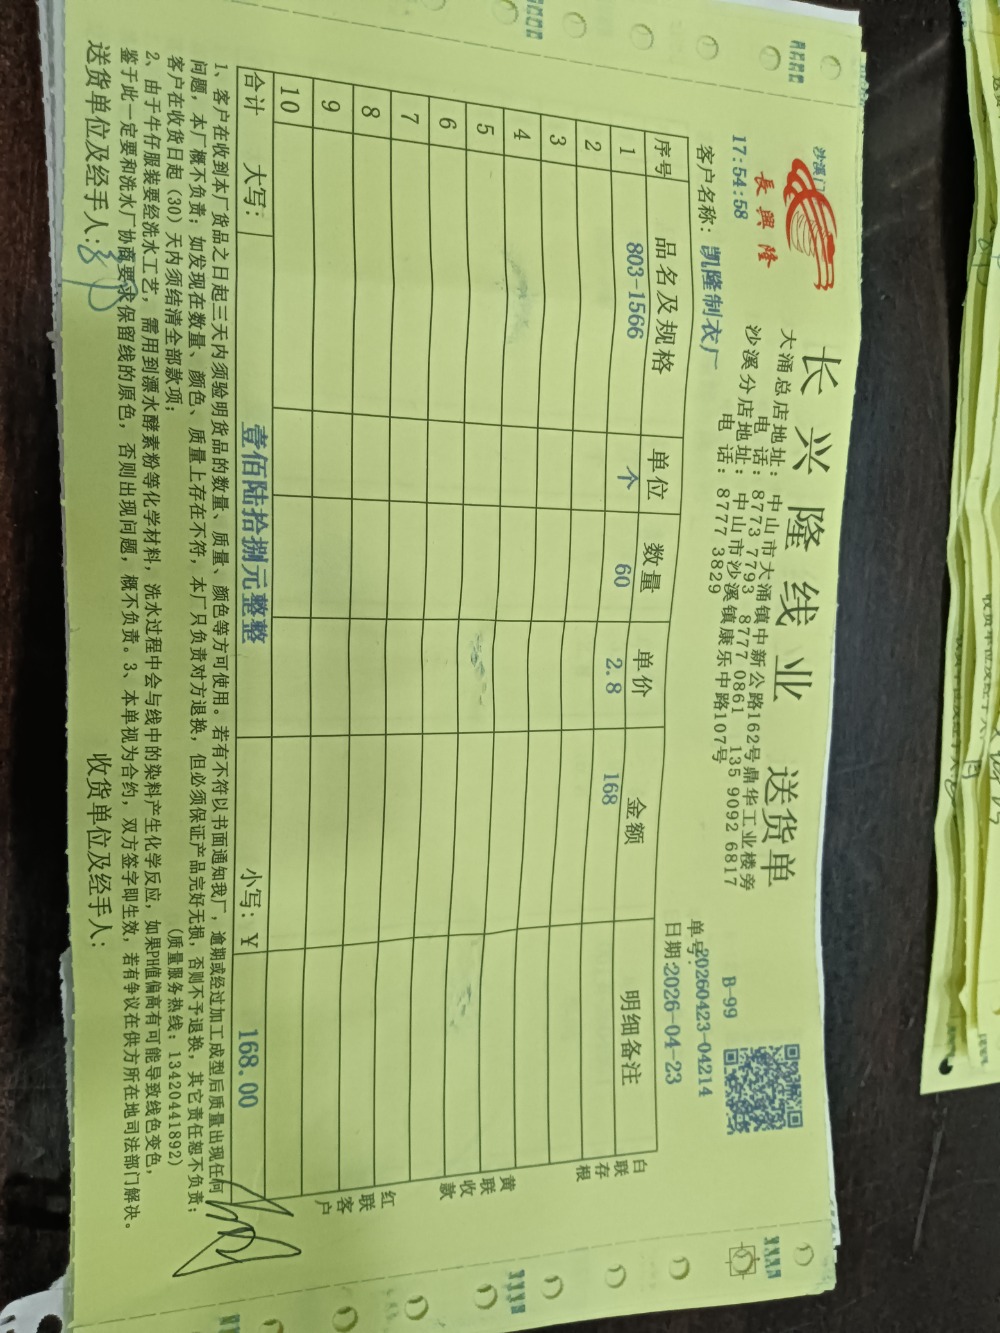 长兴隆线业 送货单
沙溪门
長興隆
17:54:58
大涌总店地址：中山市大涌镇中新公路162号鼎华工业楼旁
电 话：8773 7793 8777 0861 135 9092 6817
沙溪分店地址：中山市沙溪镇康乐中路107号
电 话：8777 3829
B-99
单号:20260423-04214
客户名称：凯隆制衣厂
日期:2026-04-23
序号 品名及规格 单位 数量 单价 金额 明细备注
1 803-1566 个 60 2.8 168
2
3
4
5
6
7
8
9
10
合计 大写：壹佰陆拾捌元整整 小写：￥ 168.00
白联存根
黄联收款
红联客户
1、客户在收到本厂货品之日起三天内须验明货品的数量、质量、颜色等方可使用。若有不符以书面通知我厂，逾期或经过加工成型后质量出现任何
问题，本厂概不负责；如发现在数量、颜色、质量上存在不符，本厂只负责对方退换，但必须保证产品完好无损，否则不予退换，其它责任恕不负责；
客户在收货日起（30）天内须结清全部款项； （质量服务热线：13420441892）
2、由于牛仔服装要经洗水工艺，需用到漂水酵素粉等化学材料，洗水过程中会与线中的染料产生化学反应，如果PH值偏高有可能导致线色变色，
鉴于此一定要和洗水厂协商要求保留线的原色，否则出现问题，概不负责。3、本单视为合约，双方签字即生效，若有争议在供方所在地司法部门解决。
送货单位及经手人： 收货单位及经手人：